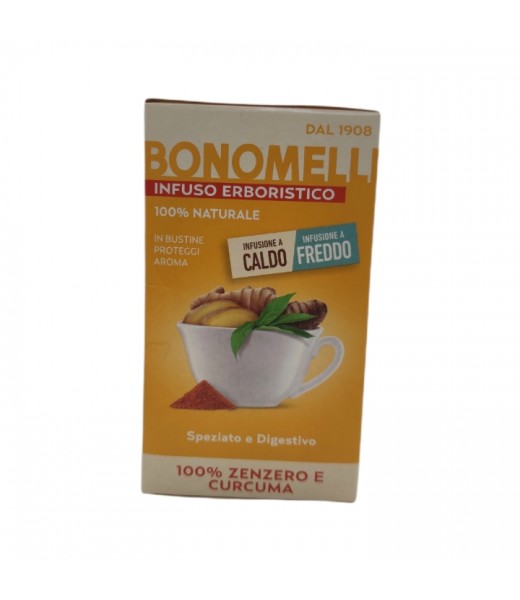 DAL 1908
BONOMELLI
INFUSO ERBORISTICO
100% NATURALE
IN BUSTINE
PROTEGGI
AROMA
INFUSIONE A
CALDO
INFUSIONE A
FREDDO
Speziato e Digestivo
100% ZENZERO E
CURCUMA